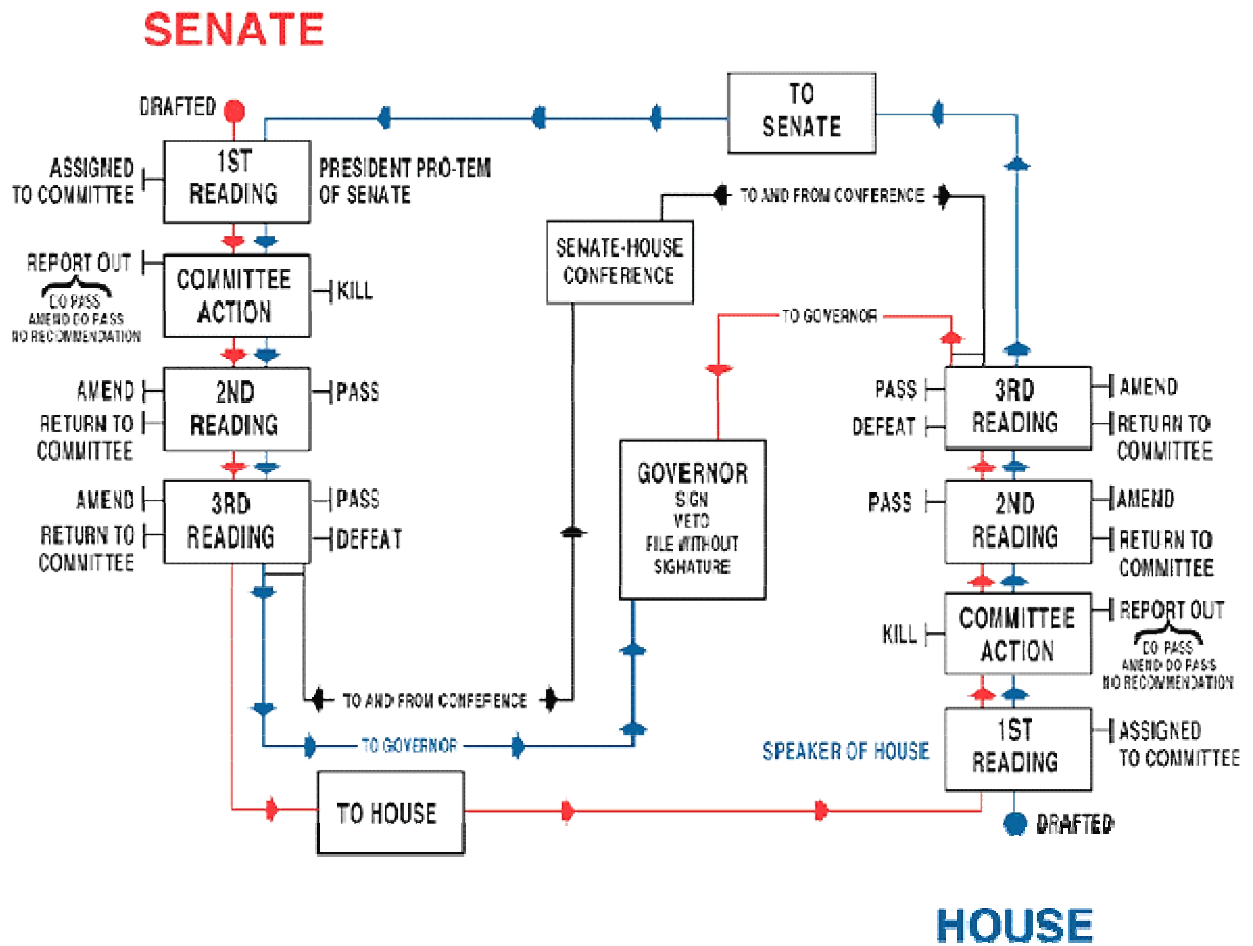 SENATE
DRAFTED
TO
SENATE
1ST
READING
ASSIGNED
TO COMMITTEE
PRESIDENT PRO-TEM
OF SENATE
TO AND FROM CONFERENCE
SENATE-HOUSE
CONFERENCE
REPORT OUT
DO PASS
AMEND DO PASS
NO RECOMMENDATION
COMMITTEE
ACTION
KILL
TO GOVERNOR
AMEND
RETURN TO
COMMITTEE
2ND
READING
PASS
PASS
DEFEAT
3RD
READING
AMEND
RETURN TO
COMMITTEE
GOVERNOR
SIGN
VETO
FILE WITHOUT
SIGNATURE
AMEND
RETURN TO
COMMITTEE
3RD
READING
PASS
DEFEAT
PASS
2ND
READING
AMEND
RETURN TO
COMMITTEE
KILL
COMMITTEE
ACTION
REPORT OUT
DO PASS
AMEND DO PASS
NO RECOMMENDATION
TO AND FROM CONFERENCE
TO GOVERNOR
SPEAKER OF HOUSE
1ST
READING
ASSIGNED
TO COMMITTEE
TO HOUSE
DRAFTED
HOUSE